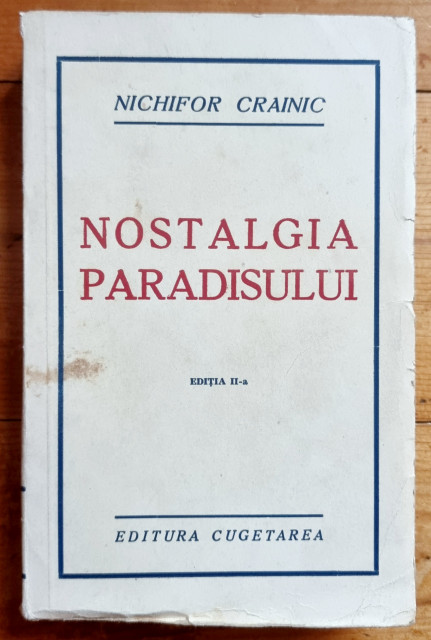 NICHIFOR CRAINIC
NOSTALGIA
PARADISULUI
EDIȚIA II-a
EDITURA CUGETAREA